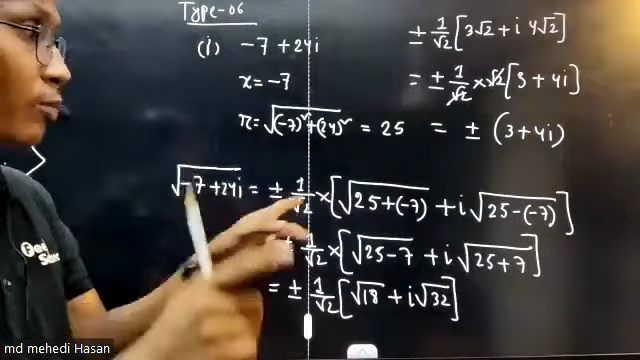 Type-06
(i) -7+24i
x = -7
r = √((-7)²+(24)²) = 25
√(-7+24i) = ± 1/√2 × [√(25+(-7)) + i √(25-(-7))]
± 1/√2 × [√(25-7) + i √(25+7)]
= ± 1/√2 [√18 + i√32]
± 1/√2 [3√2 + i 4√2]
= ± 1/√2 × √2 [3 + 4i]
= ± (3+4i)
md mehedi Hasan